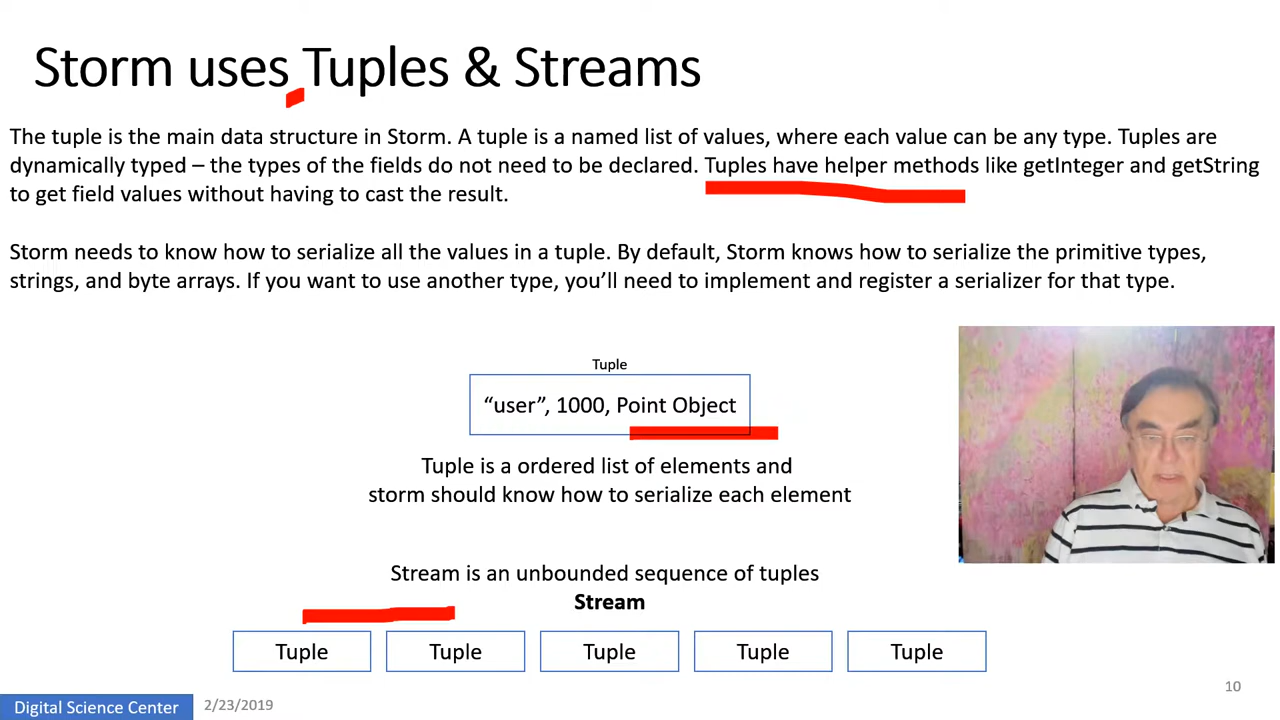 Storm uses Tuples & Streams
The tuple is the main data structure in Storm. A tuple is a named list of values, where each value can be any type. Tuples are
dynamically typed – the types of the fields do not need to be declared. Tuples have helper methods like getInteger and getString
to get field values without having to cast the result.
Storm needs to know how to serialize all the values in a tuple. By default, Storm knows how to serialize the primitive types,
strings, and byte arrays. If you want to use another type, you’ll need to implement and register a serializer for that type.
Tuple
“user”, 1000, Point Object
Tuple is a ordered list of elements and
storm should know how to serialize each element
Stream is an unbounded sequence of tuples
Stream
Tuple Tuple Tuple Tuple Tuple
10
Digital Science Center 2/23/2019